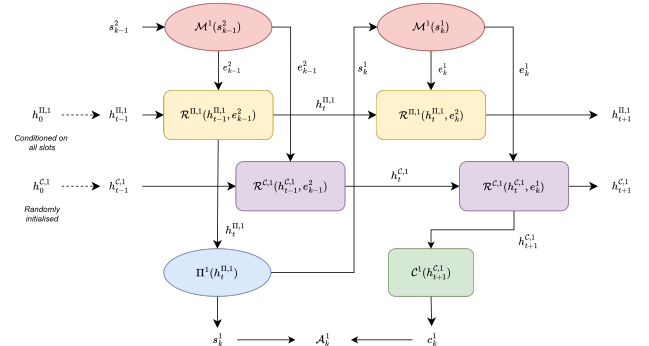 s²ₖ₋₁
𝓜¹(s²ₖ₋₁)
𝓜¹(s¹ₖ)
e²ₖ₋₁
e²ₖ₋₁
s¹ₖ
e¹ₖ
e¹ₖ
h₀^{Π,1}
h_{t-1}^{Π,1}
𝓡^{Π,1}(h_{t-1}^{Π,1}, e²ₖ₋₁)
h_t^{Π,1}
𝓡^{Π,1}(h_t^{Π,1}, e²ₖ)
h_{t+1}^{Π,1}
Conditioned on
all slots
h₀^{𝓒,1}
h_{t-1}^{𝓒,1}
𝓡^{𝓒,1}(h_{t-1}^{𝓒,1}, e²ₖ₋₁)
h_t^{𝓒,1}
𝓡^{𝓒,1}(h_t^{𝓒,1}, e¹ₖ)
h_{t+1}^{𝓒,1}
Randomly
initialised
h_t^{Π,1}
h_{t+1}^{𝓒,1}
Π¹(h_t^{Π,1})
𝓒¹(h_{t+1}^{𝓒,1})
s¹ₖ
𝓐¹ₖ
c¹ₖ